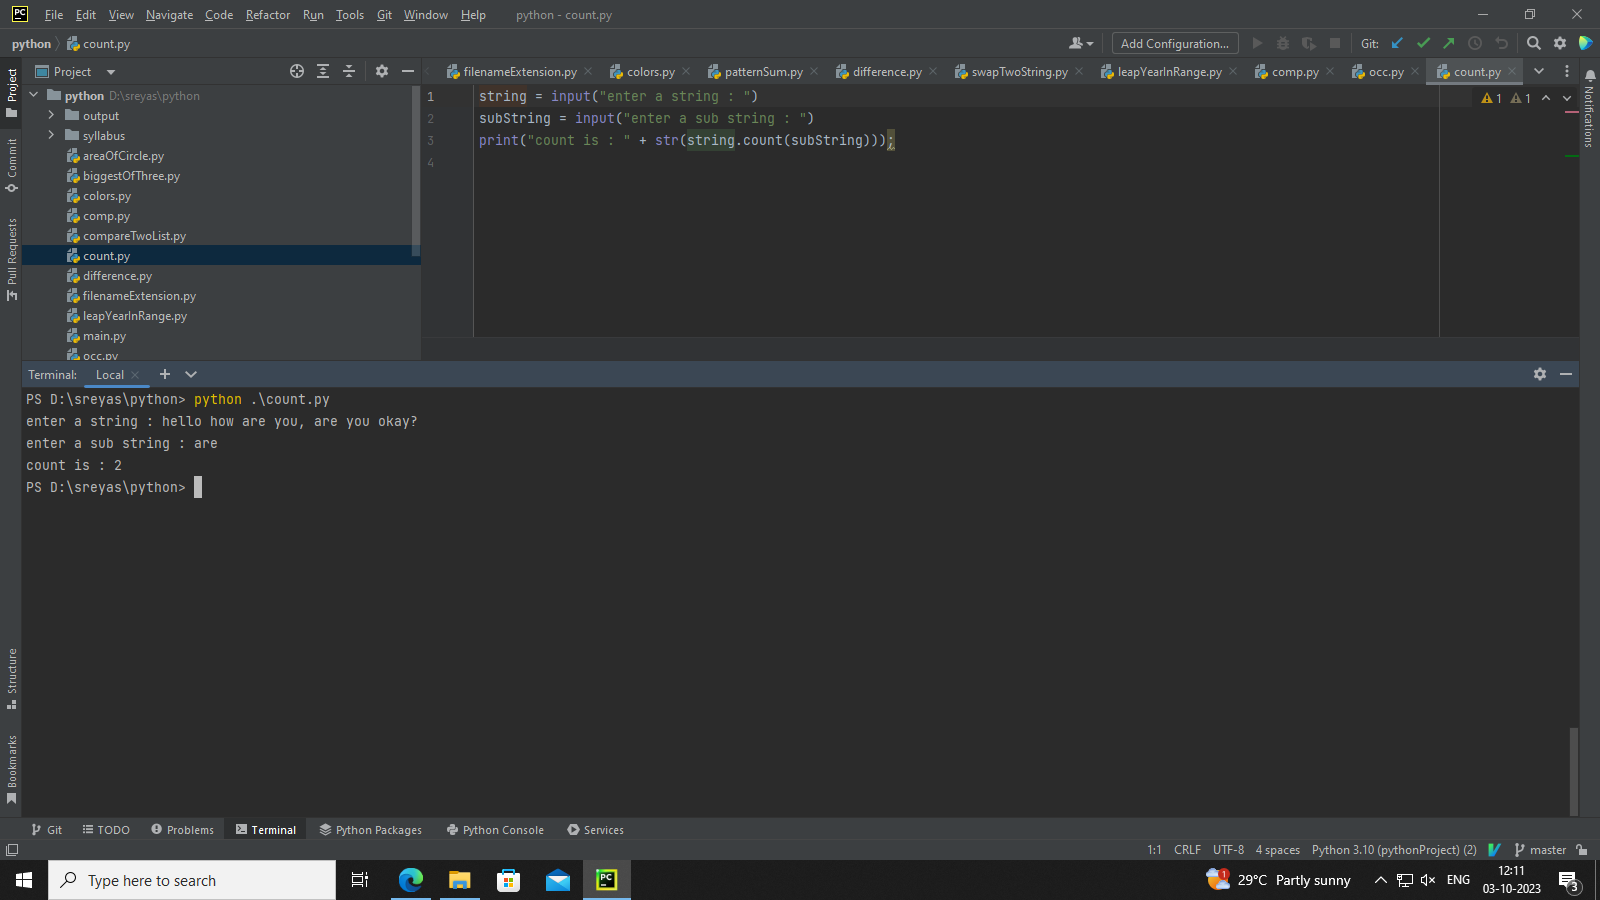 PC File Edit View Navigate Code Refactor Run Tools Git Window Help python - count.py
python count.py Add Configuration... Git:
Project filenameExtension.py colors.py patternSum.py difference.py swapTwoString.py leapYearInRange.py comp.py occ.py count.py
python D:\sreyas\python
output
syllabus
areaOfCircle.py
biggestOfThree.py
colors.py
comp.py
compareTwoList.py
count.py
difference.py
filenameExtension.py
leapYearInRange.py
main.py
occ.py
1 string = input("enter a string : ")
2 subString = input("enter a sub string : ")
3 print("count is : " + str(string.count(subString)));
4
1 1
Project
Commit
Pull Requests
Structure
Bookmarks
Notifications
Terminal: Local
PS D:\sreyas\python> python .\count.py
enter a string : hello how are you, are you okay?
enter a sub string : are
count is : 2
PS D:\sreyas\python>
Git TODO Problems Terminal Python Packages Python Console Services
1:1 CRLF UTF-8 4 spaces Python 3.10 (pythonProject) (2) master
Type here to search PC 1 29°C Partly sunny ENG 12:11
03-10-2023 3